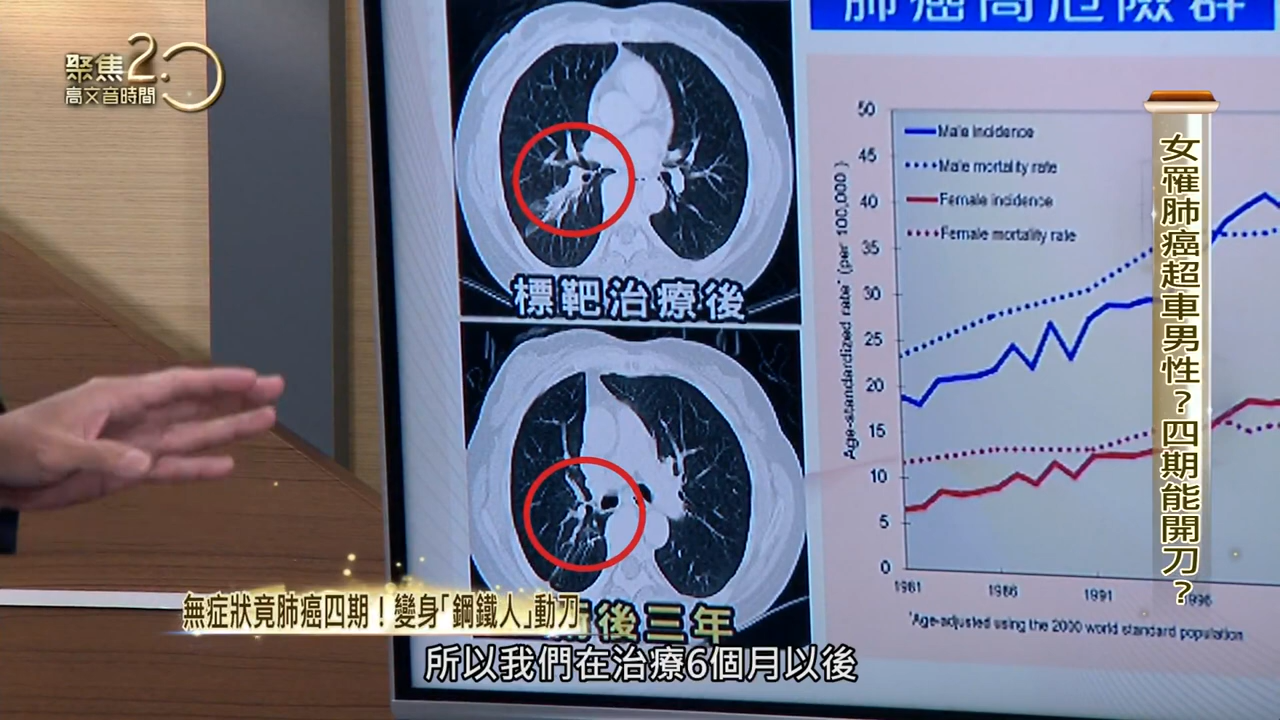 聚焦2.0
高文音時間
肺癌高危險群
標靶治療後
後三年
50
45
40
35
30
25
20
15
10
5
0
Age-standardized rate* (per 100,000 )
Male incidence
Male mortality rate
Female incidence
Female mortality rate
1981
1986
1991
1996
*Age-adjusted using the 2000 world standard population
女罹肺癌超車男性?四期能開刀?
無症狀竟肺癌四期!變身「鋼鐵人」動刀
所以我們在治療6個月以後